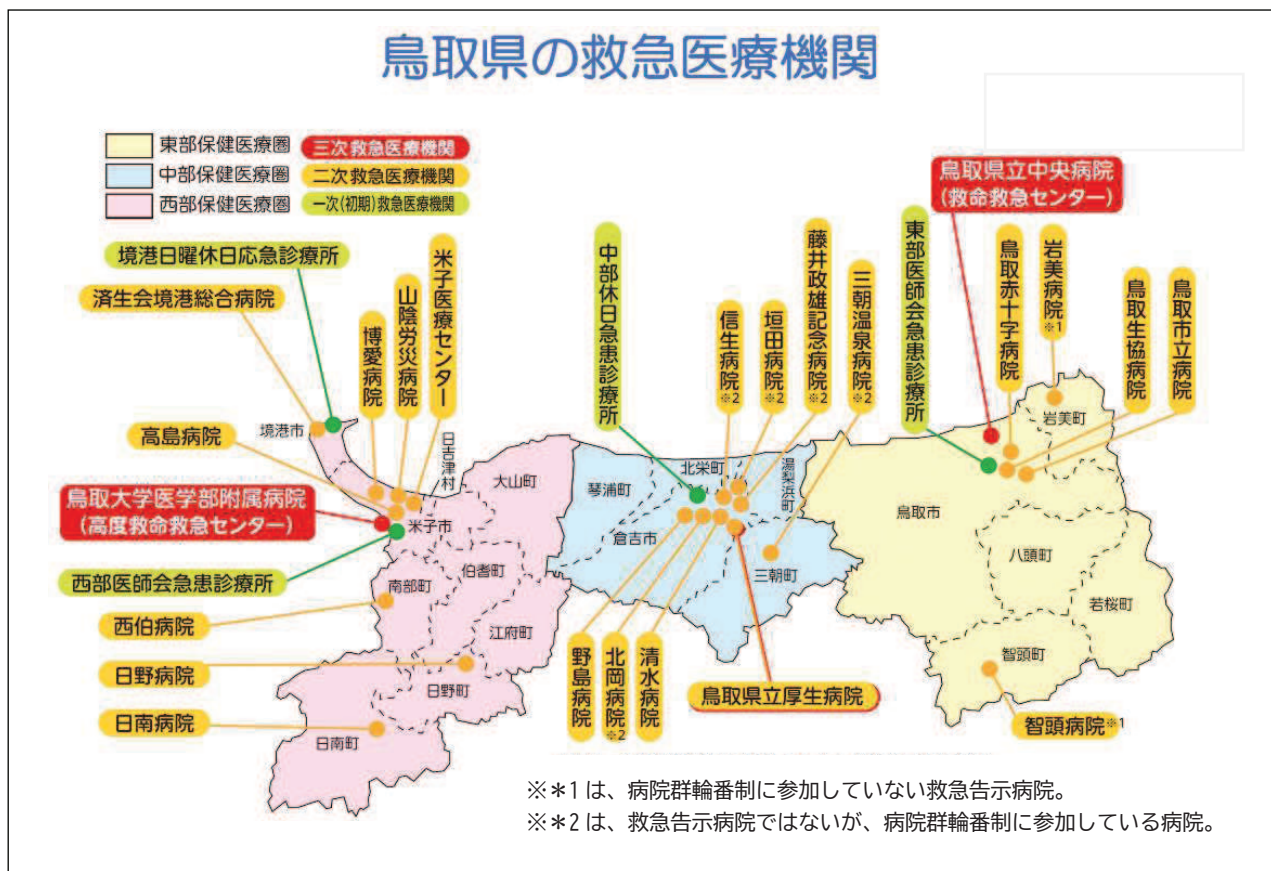 鳥取県の救急医療機関
東部保健医療圏
中部保健医療圏
西部保健医療圏
三次救急医療機関
二次救急医療機関
一次(初期)救急医療機関
境港日曜休日応急診療所
済生会境港総合病院
高島病院
鳥取大学医学部附属病院
(高度救命救急センター)
西部医師会急患診療所
西伯病院
日野病院
日南病院
博愛病院
山陰労災病院
米子医療センター
中部休日急患診療所
信生病院※2
垣田病院※2
藤井政雄記念病院※2
三朝温泉病院※2
鳥取県立中央病院
(救命救急センター)
東部医師会急患診療所
鳥取赤十字病院
岩美病院※1
鳥取生協病院
鳥取市立病院
境港市
日吉津村
米子市
大山町
南部町
伯耆町
江府町
日野町
日南町
琴浦町
北栄町
湯梨浜町
倉吉市
三朝町
鳥取市
岩美町
八頭町
若桜町
智頭町
野島病院
北岡病院※2
清水病院
鳥取県立厚生病院
智頭病院※1
※＊1は、病院群輪番制に参加していない救急告示病院。
※＊2は、救急告示病院ではないが、病院群輪番制に参加している病院。